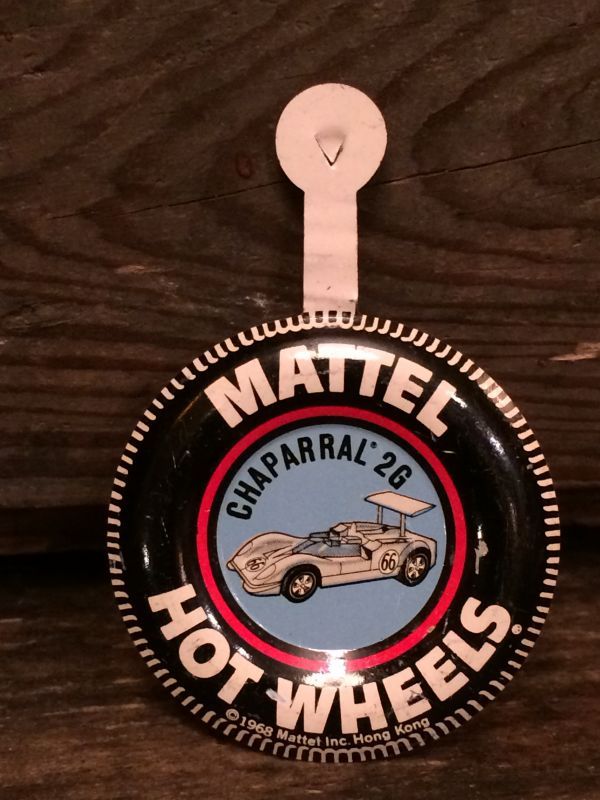 MATTEL
CHAPARRAL® 2G
66
HOT WHEELS®
©1968 Mattel Inc. Hong Kong